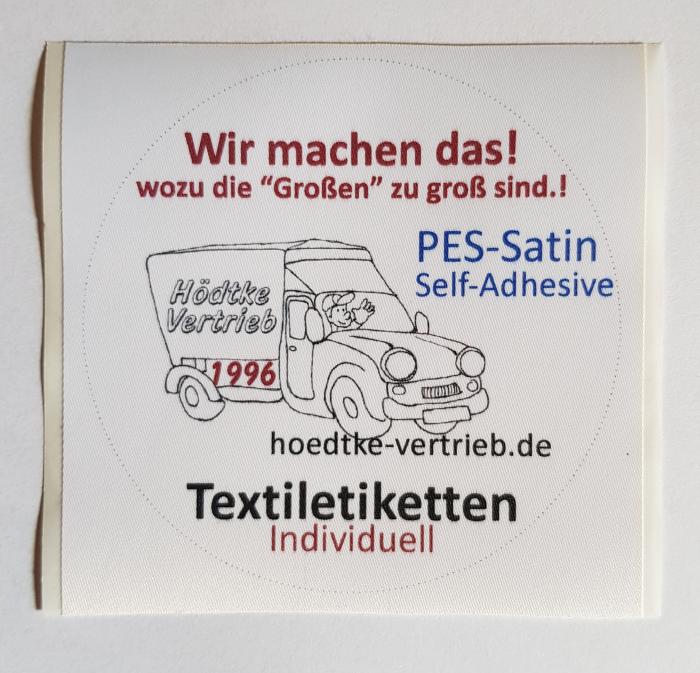 Wir machen das!
wozu die “Großen” zu groß sind.!
PES-Satin
Self-Adhesive
Hödtke
Vertrieb
1996
hoedtke-vertrieb.de
Textiletiketten
Individuell